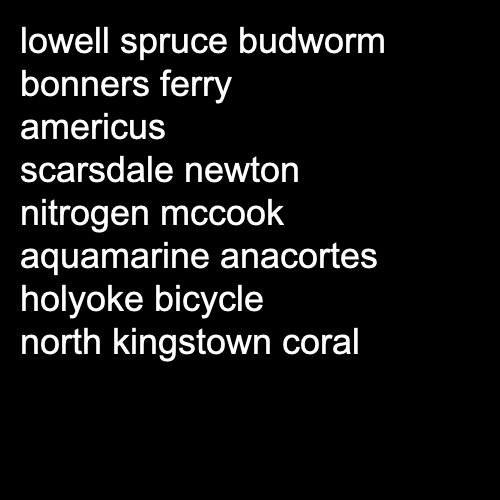 lowell spruce budworm
bonners ferry
americus
scarsdale newton
nitrogen mccook
aquamarine anacortes
holyoke bicycle
north kingstown coral